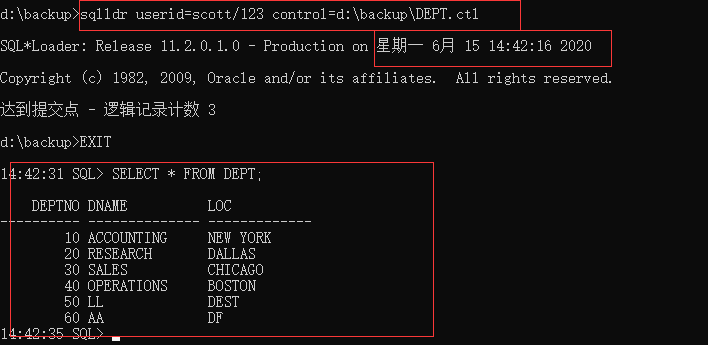 d:\backup>sqlldr userid=scott/123 control=d:\backup\DEPT.ctl
SQL*Loader: Release 11.2.0.1.0 - Production on 星期一 6月 15 14:42:16 2020
Copyright (c) 1982, 2009, Oracle and/or its affiliates.  All rights reserved.
达到提交点 - 逻辑记录计数 3
d:\backup>EXIT
14:42:31 SQL> SELECT * FROM DEPT;
    DEPTNO DNAME          LOC
---------- -------------- -------------
        10 ACCOUNTING     NEW YORK
        20 RESEARCH       DALLAS
        30 SALES          CHICAGO
        40 OPERATIONS     BOSTON
        50 LL             DEST
        60 AA             DF
14:42:35 SQL>